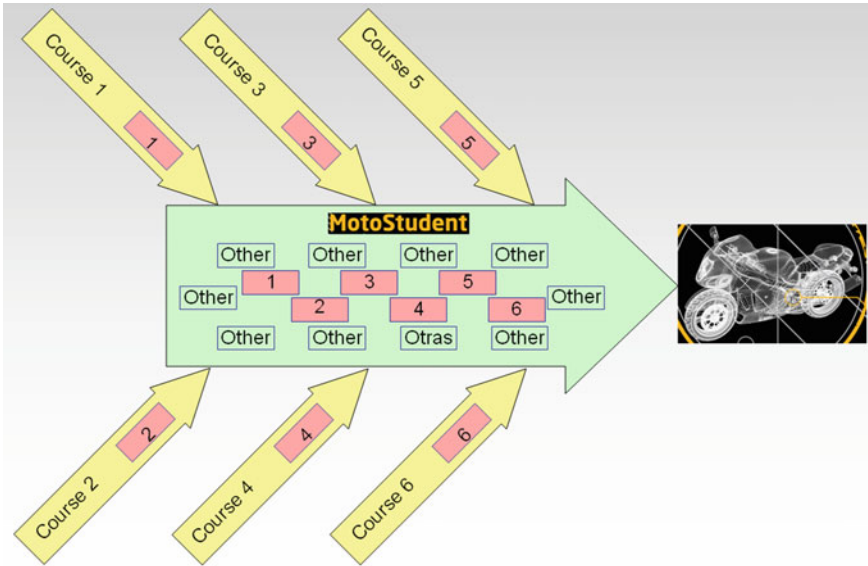 Course 1
1
Course 3
3
Course 5
5
MotoStudent
Other
Other
Other
Other
1
3
5
Other
Other
2
4
6
Other
Other
Otras
Other
2
Course 2
4
Course 4
6
Course 6